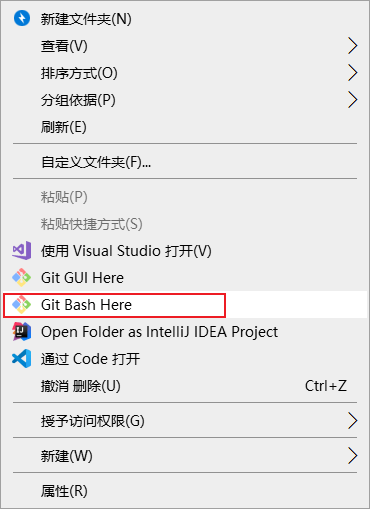 新建文件夹(N)
查看(V)
排序方式(O)
分组依据(P)
刷新(E)
自定义文件夹(F)...
粘贴(P)
粘贴快捷方式(S)
使用 Visual Studio 打开(V)
Git GUI Here
Git Bash Here
Open Folder as IntelliJ IDEA Project
通过 Code 打开
撤消 删除(U) Ctrl+Z
授予访问权限(G)
新建(W)
属性(R)